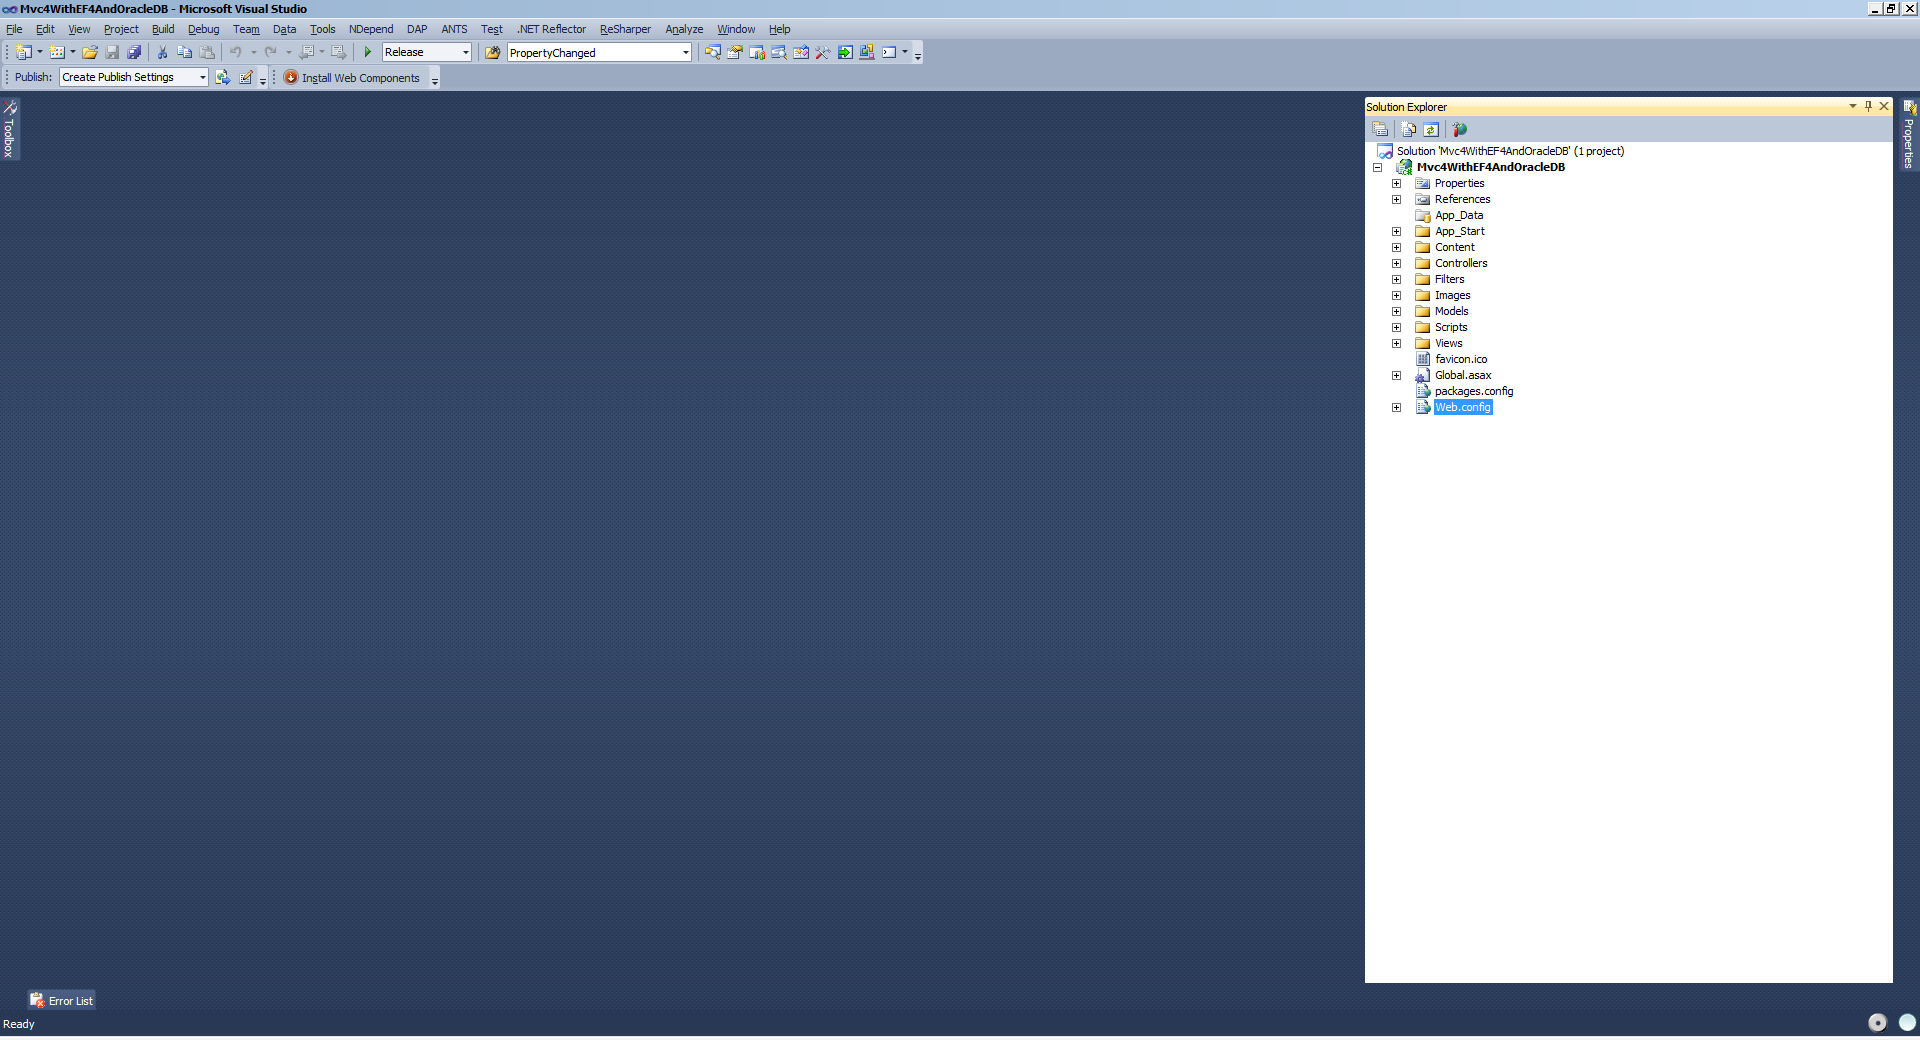 Mvc4WithEF4AndOracleDB - Microsoft Visual Studio
File Edit View Project Build Debug Team Data Tools NDepend DAP ANTS Test .NET Reflector ReSharper Analyze Window Help
Release PropertyChanged
Publish: Create Publish Settings Install Web Components
Toolbox
Solution Explorer
Properties
Solution 'Mvc4WithEF4AndOracleDB' (1 project)
Mvc4WithEF4AndOracleDB
Properties
References
App_Data
App_Start
Content
Controllers
Filters
Images
Models
Scripts
Views
favicon.ico
Global.asax
packages.config
Web.config
Error List
Ready